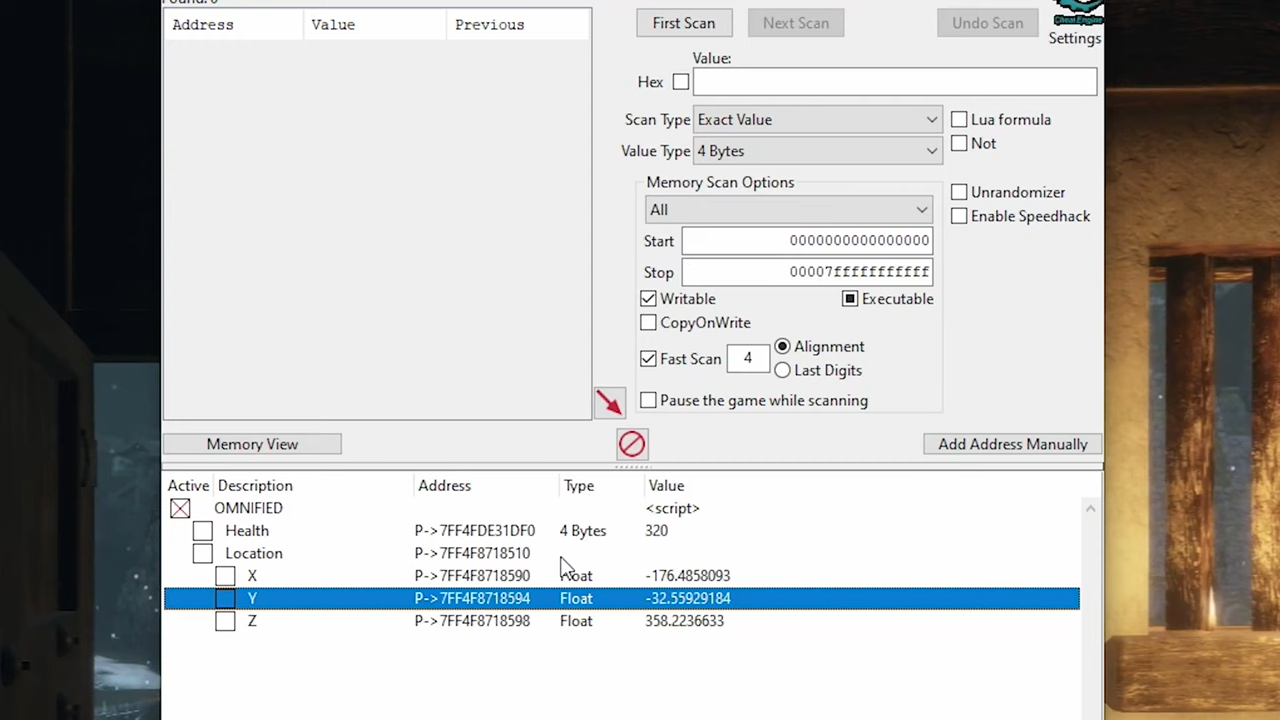 Found: 0
Address Value Previous
First Scan Next Scan Undo Scan
Cheat Engine
Settings
Value:
Hex
Scan Type Exact Value Lua formula
Value Type 4 Bytes Not
Memory Scan Options
All
Unrandomizer
Enable Speedhack
Start 0000000000000000
Stop 00007fffffffffff
Writable Executable
CopyOnWrite
Fast Scan 4 Alignment
Last Digits
Pause the game while scanning
Memory View Add Address Manually
Active Description Address Type Value
OMNIFIED <script>
Health P->7FF4FDE31DF0 4 Bytes 320
Location P->7FF4F8718510
X P->7FF4F8718590 Float -176.4858093
Y P->7FF4F8718594 Float -32.55929184
Z P->7FF4F8718598 Float 358.2236633